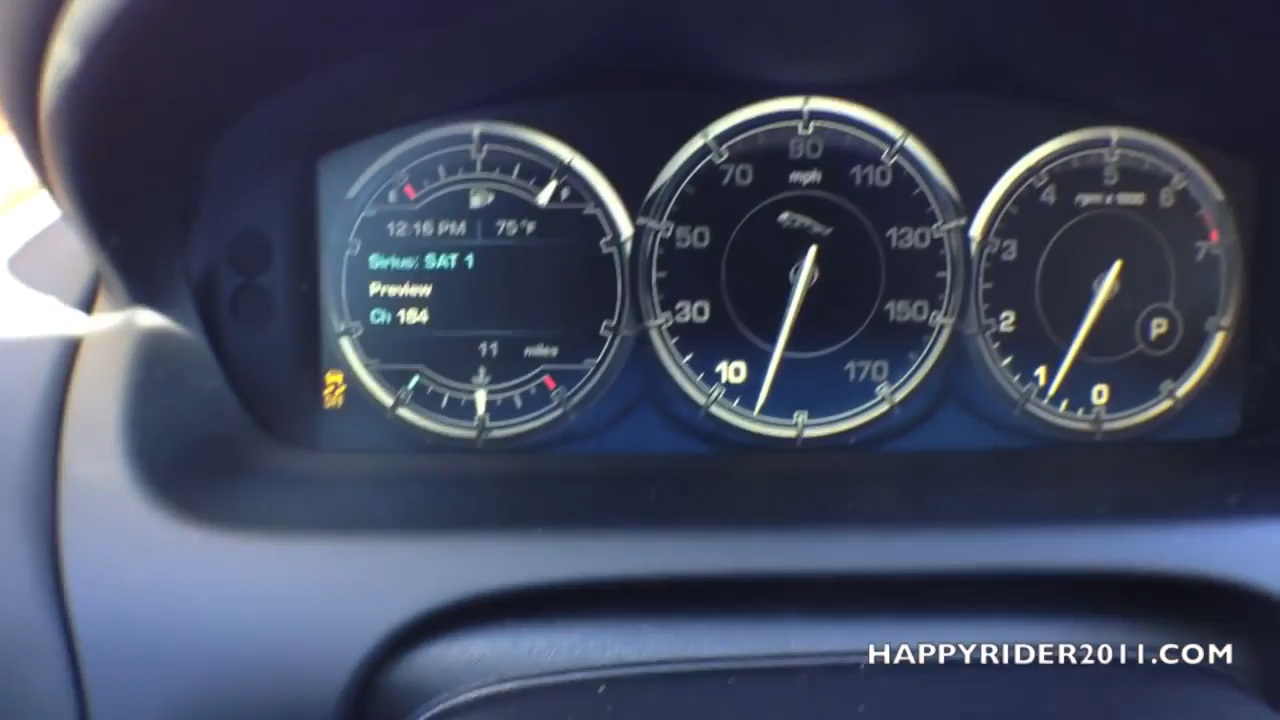 E F
12:16 PM 75°F
Sirius: SAT 1
Preview
Ch 184
11 miles
90
70 110
mph
50 130
30 150
10 170
5
4 6
rpm x 1000
3 7
2
P
1
0
HAPPYRIDER2011.COM